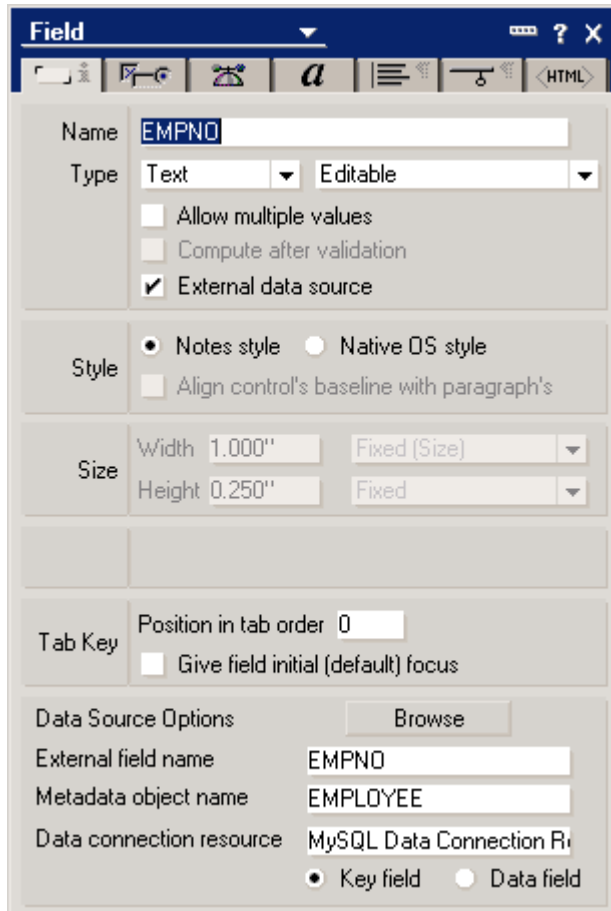 Field ?
a <HTML>
Name EMPNO
Type Text Editable
Allow multiple values
Compute after validation
External data source
Style Notes style Native OS style
Align control's baseline with paragraph's
Size Width 1.000" Fixed (Size)
Height 0.250" Fixed
Tab Key Position in tab order 0
Give field initial (default) focus
Data Source Options Browse
External field name EMPNO
Metadata object name EMPLOYEE
Data connection resource MySQL Data Connection R
Key field Data field